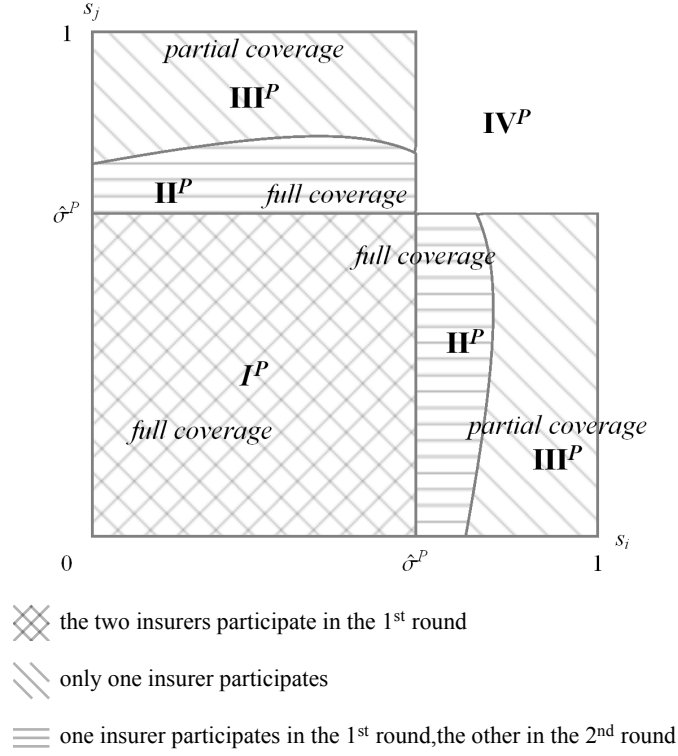 s_j
1
partial coverage
III^P
IV^P
II^P
full coverage
σ̂^P
full coverage
II^P
I^P
full coverage
partial coverage
III^P
s_i
0
σ̂^P
1
the two insurers participate in the 1st round
only one insurer participates
one insurer participates in the 1st round,the other in the 2nd round